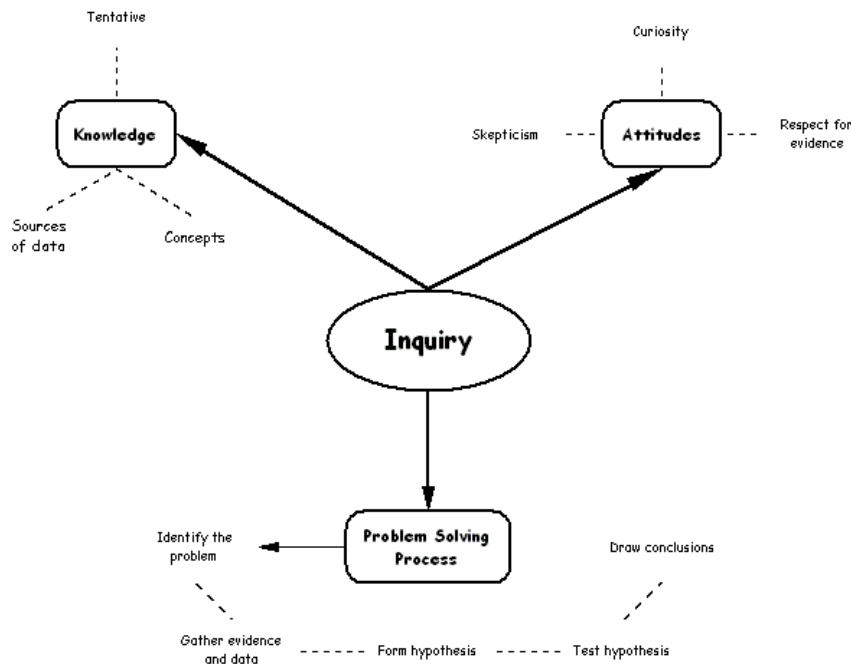 Tentative
Curiosity
Knowledge
Skepticism
Attitudes
Respect for
evidence
Sources
of data
Concepts
Inquiry
Problem Solving
Process
Identify the
problem
Draw conclusions
Gather evidence
and data
Form hypothesis
Test hypothesis